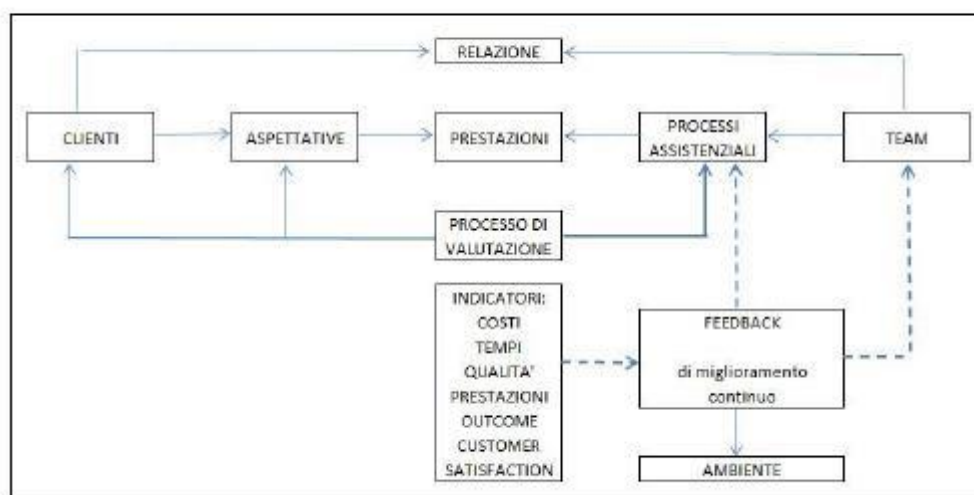 RELAZIONE
CLIENTI
ASPETTATIVE
PRESTAZIONI
PROCESSI
ASSISTENZIALI
TEAM
PROCESSO DI
VALUTAZIONE
INDICATORI:
COSTI
TEMPI
QUALITA'
PRESTAZIONI
OUTCOME
CUSTOMER
SATISFACTION
FEEDBACK
di miglioramento
continuo
AMBIENTE